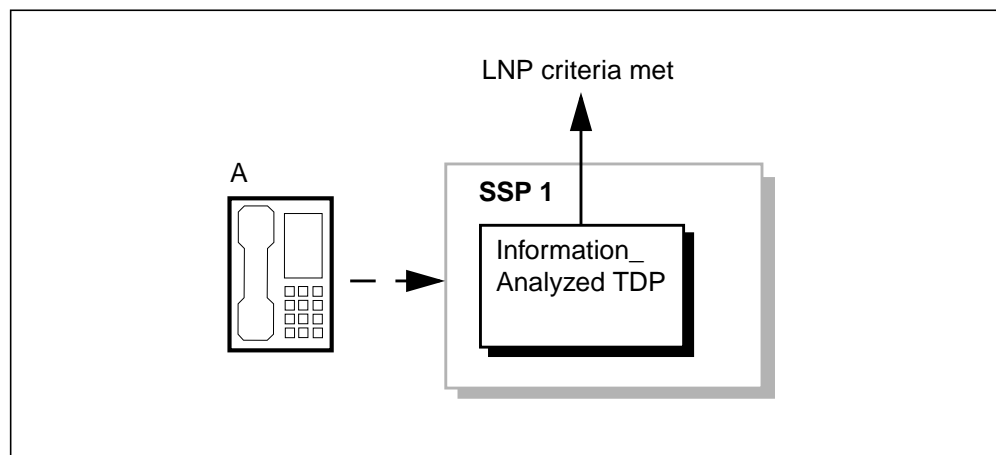 LNP criteria met
A
SSP 1
Information_
Analyzed TDP